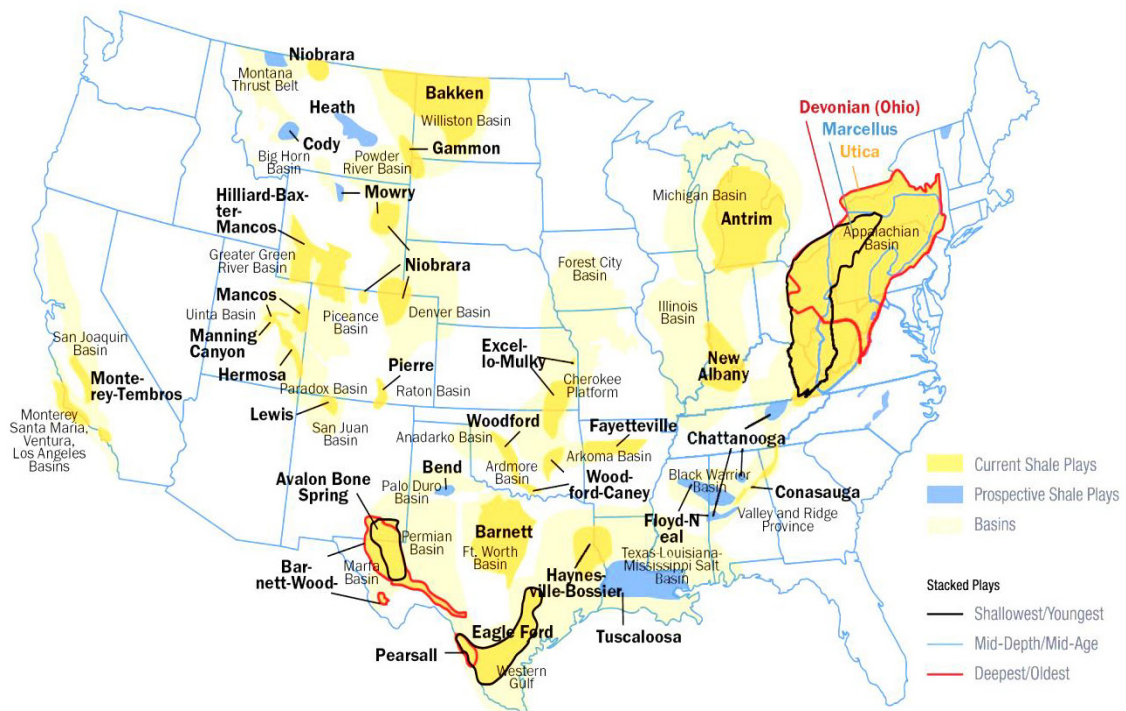 Niobrara
Montana
Thrust Belt
Bakken
Williston Basin
Heath
Cody
Big Horn
Basin
Powder
River Basin
Gammon
Devonian (Ohio)
Marcellus
Utica
Michigan Basin
Antrim
Appalachian
Basin
Hilliard-Bax-
ter-
Mancos
Mowry
Greater Green
River Basin
Niobrara
Forest City
Basin
Mancos
Uinta Basin
Piceance
Basin
Denver Basin
Illinois
Basin
San Joaquin
Basin
Manning
Canyon
Hermosa
Paradox Basin
Pierre
Raton Basin
Excel-
lo-Mulky
Cherokee
Platform
New
Albany
Monte-
rey-Tembros
Monterey
Santa Maria,
Ventura,
Los Angeles
Basins
Lewis
San Juan
Basin
Anadarko Basin
Woodford
Fayetteville
Arkoma Basin
Chattanooga
Ardmore
Basin
Wood-
ford-Caney
Bend
Palo Duro
Basin
Black Warrior
Basin
Conasauga
Valley and Ridge
Province
Avalon Bone
Spring
Permian
Basin
Barnett
Ft. Worth
Basin
Floyd-N
eal
Texas-Louisiana-
Mississippi Salt
Basin
Bar-
nett-Wood-
Marfa
Basin
Haynes-
ville-Bossier
Tuscaloosa
Eagle Ford
Pearsall
Western
Gulf
Current Shale Plays
Prospective Shale Plays
Basins
Stacked Plays
Shallowest/Youngest
Mid-Depth/Mid-Age
Deepest/Oldest